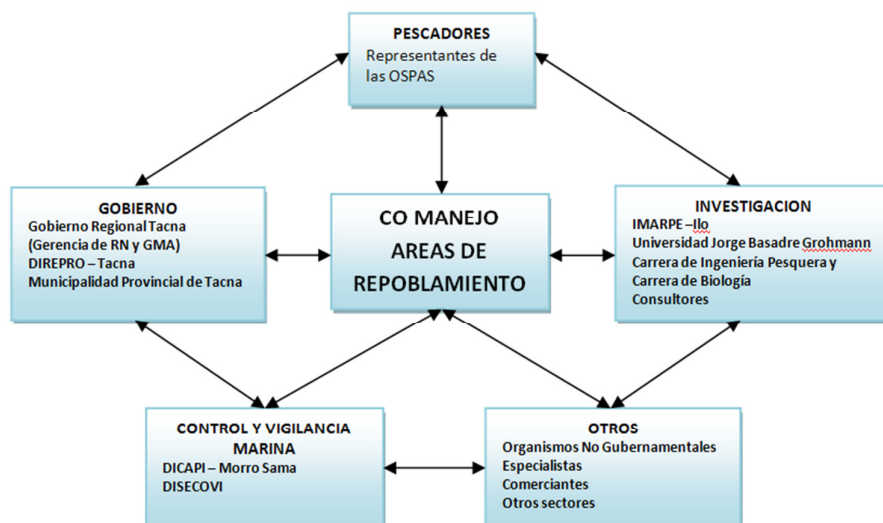 PESCADORES
Representantes de
las OSPAS
GOBIERNO
Gobierno Regional Tacna
(Gerencia de RN y GMA)
DIREPRO – Tacna
Municipalidad Provincial de Tacna
CO MANEJO
AREAS DE
REPOBLAMIENTO
INVESTIGACION
IMARPE –Ilo
Universidad Jorge Basadre Grohmann
Carrera de Ingeniería Pesquera y
Carrera de Biología
Consultores
CONTROL Y VIGILANCIA
MARINA
DICAPI – Morro Sama
DISECOVI
OTROS
Organismos No Gubernamentales
Especialistas
Comerciantes
Otros sectores